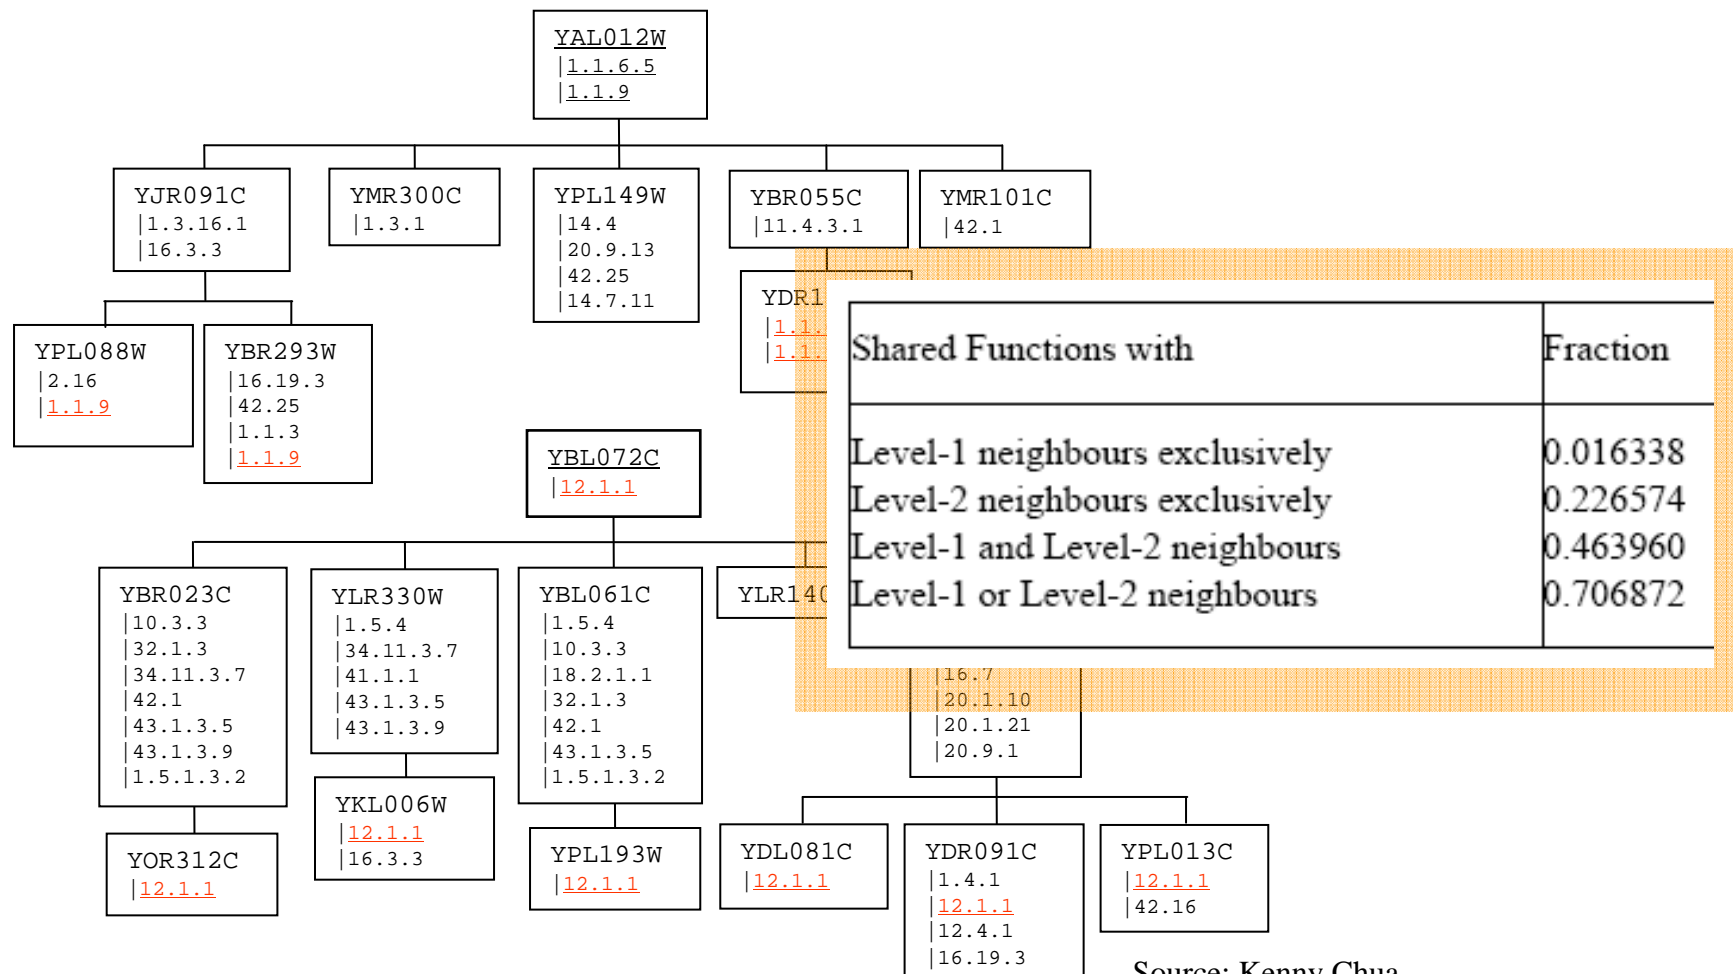 YAL012W
|1.1.6.5
|1.1.9
YJR091C
|1.3.16.1
|16.3.3
YMR300C
|1.3.1
YPL149W
|14.4
|20.9.13
|42.25
|14.7.11
YBR055C
|11.4.3.1
YMR101C
|42.1
YPL088W
|2.16
|1.1.9
YBR293W
|16.19.3
|42.25
|1.1.3
|1.1.9
YDR1
|1.1.
|1.1.
Shared Functions with Fraction
Level-1 neighbours exclusively 0.016338
Level-2 neighbours exclusively 0.226574
Level-1 and Level-2 neighbours 0.463960
Level-1 or Level-2 neighbours 0.706872
YBL072C
|12.1.1
YBR023C
|10.3.3
|32.1.3
|34.11.3.7
|42.1
|43.1.3.5
|43.1.3.9
|1.5.1.3.2
YLR330W
|1.5.4
|34.11.3.7
|41.1.1
|43.1.3.5
|43.1.3.9
YBL061C
|1.5.4
|10.3.3
|18.2.1.1
|32.1.3
|42.1
|43.1.3.5
|1.5.1.3.2
YLR140
|16.7
|20.1.10
|20.1.21
|20.9.1
YOR312C
|12.1.1
YKL006W
|12.1.1
|16.3.3
YPL193W
|12.1.1
YDL081C
|12.1.1
YDR091C
|1.4.1
|12.1.1
|12.4.1
|16.19.3
YPL013C
|12.1.1
|42.16
Source: Kenny Chua